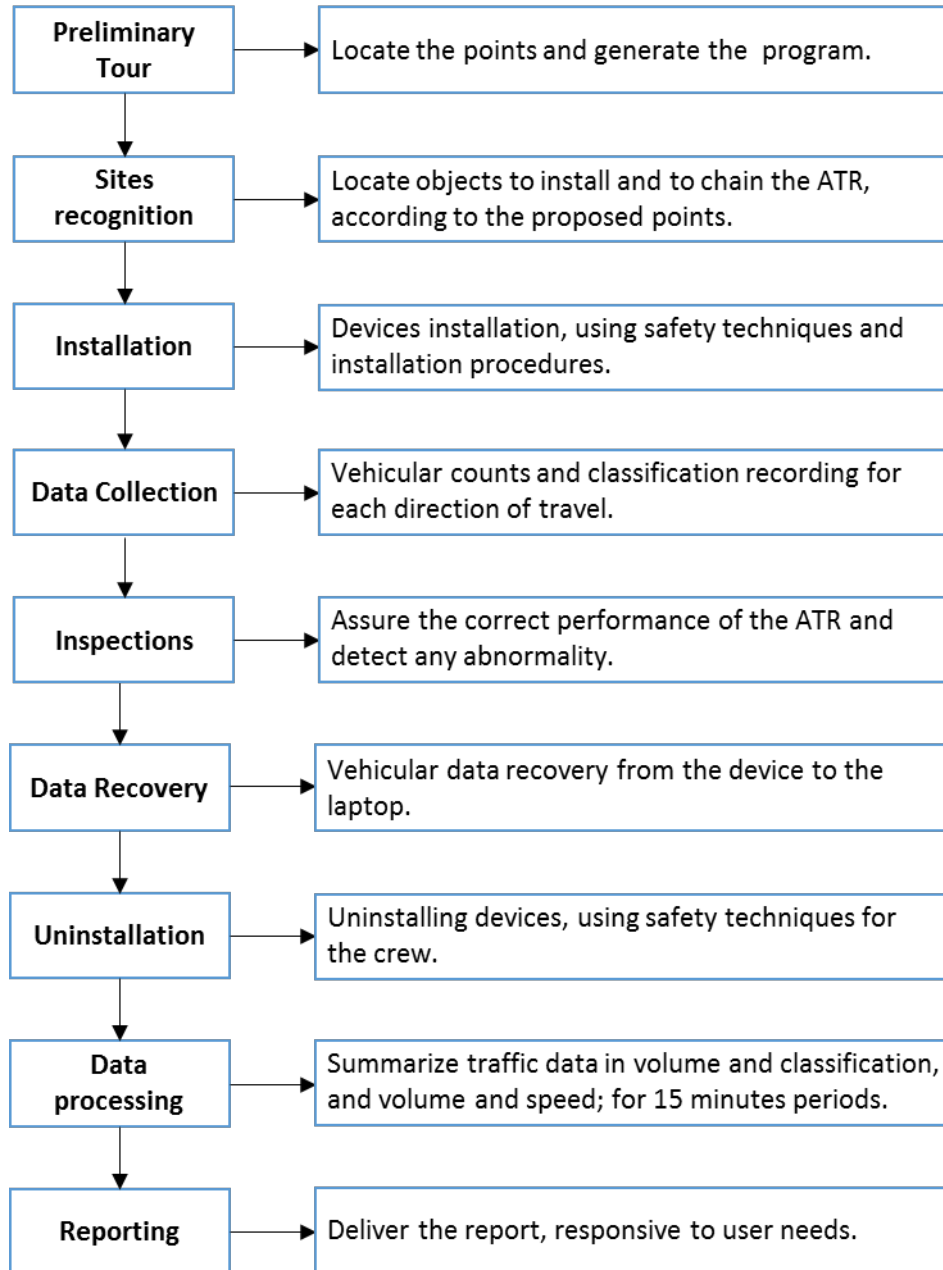 Preliminary
Tour
Locate the points and generate the program.
Sites
recognition
Locate objects to install and to chain the ATR,
according to the proposed points.
Installation
Devices installation, using safety techniques and
installation procedures.
Data Collection
Vehicular counts and classification recording for
each direction of travel.
Inspections
Assure the correct performance of the ATR and
detect any abnormality.
Data Recovery
Vehicular data recovery from the device to the
laptop.
Uninstallation
Uninstalling devices, using safety techniques for
the crew.
Data
processing
Summarize traffic data in volume and classification,
and volume and speed; for 15 minutes periods.
Reporting
Deliver the report, responsive to user needs.